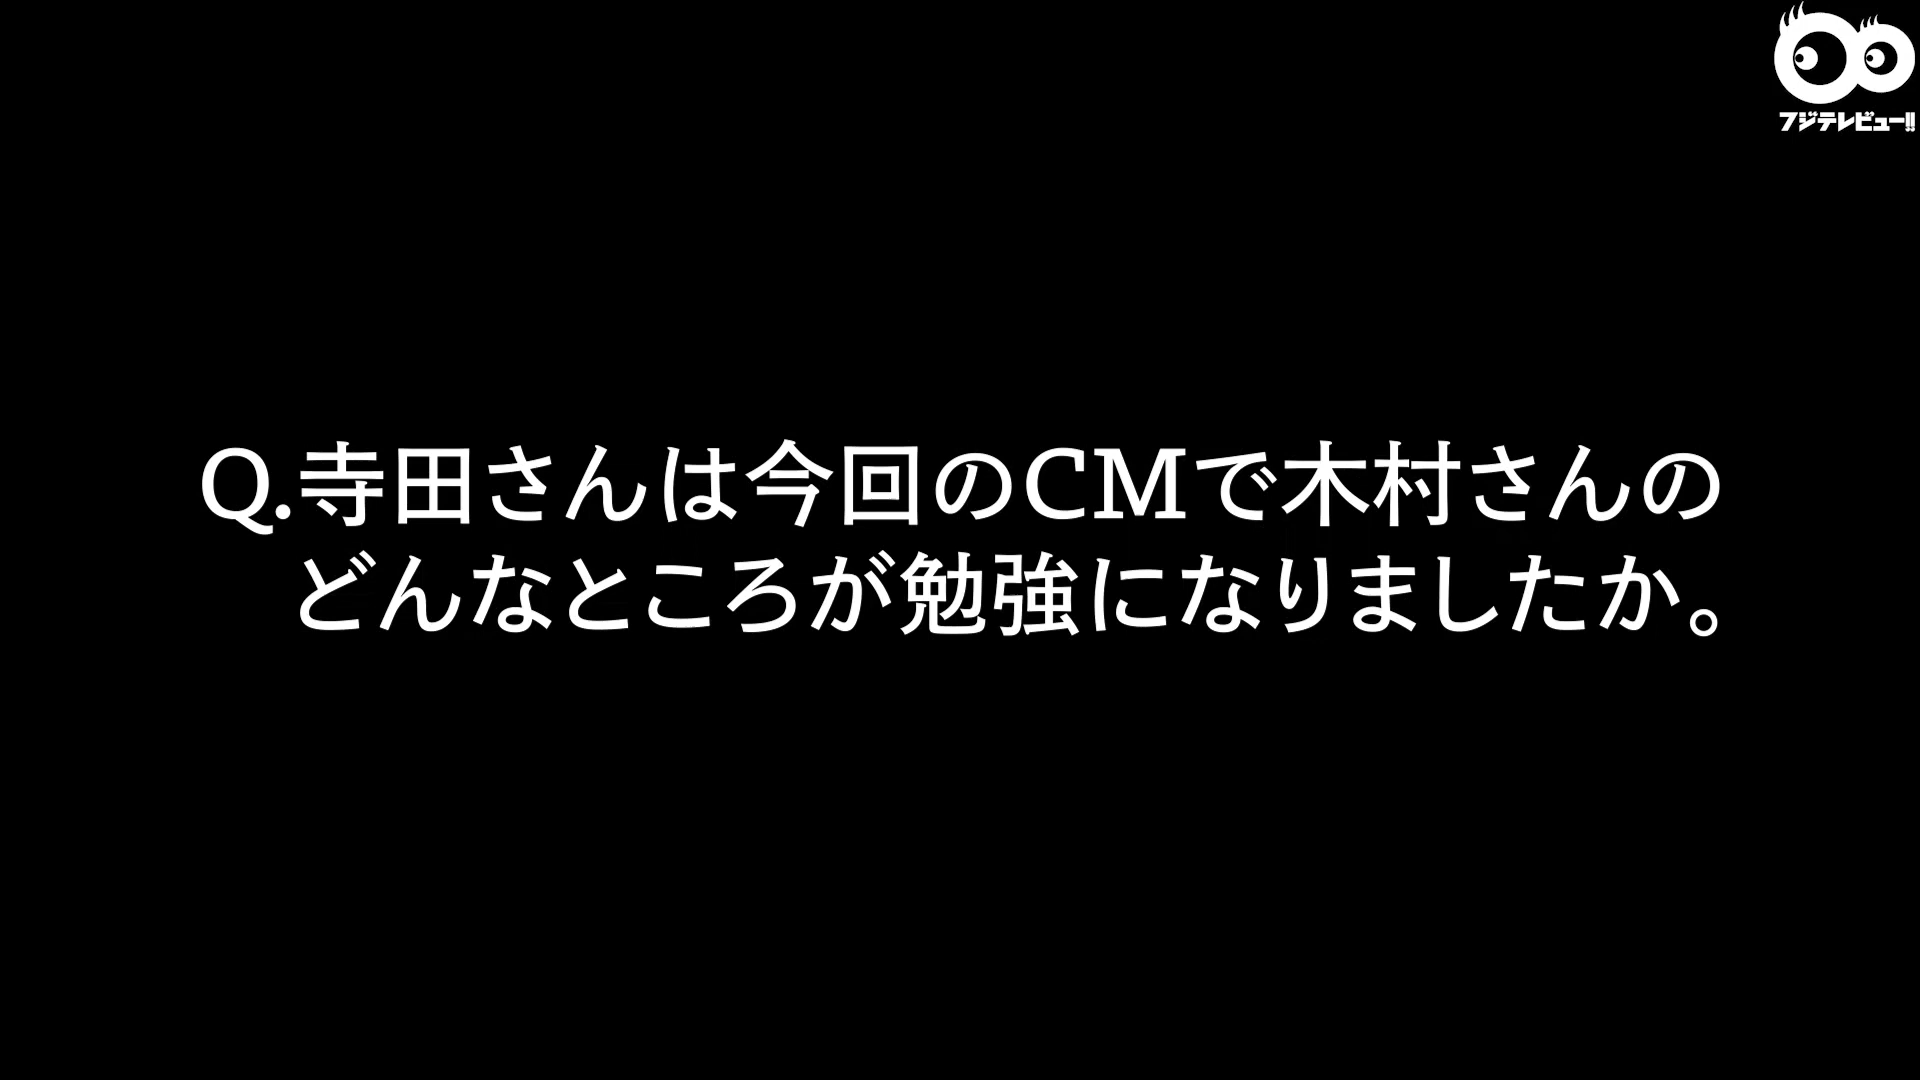 フジテレビュー!!
Q.寺田さんは今回のCMで木村さんの
どんなところが勉強になりましたか。